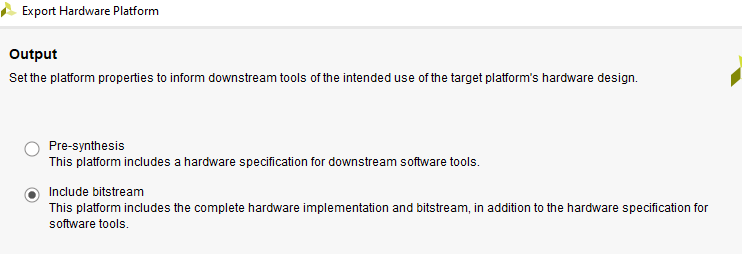 Export Hardware Platform
Output
Set the platform properties to inform downstream tools of the intended use of the target platform's hardware design.
Pre-synthesis
This platform includes a hardware specification for downstream software tools.
Include bitstream
This platform includes the complete hardware implementation and bitstream, in addition to the hardware specification for
software tools.